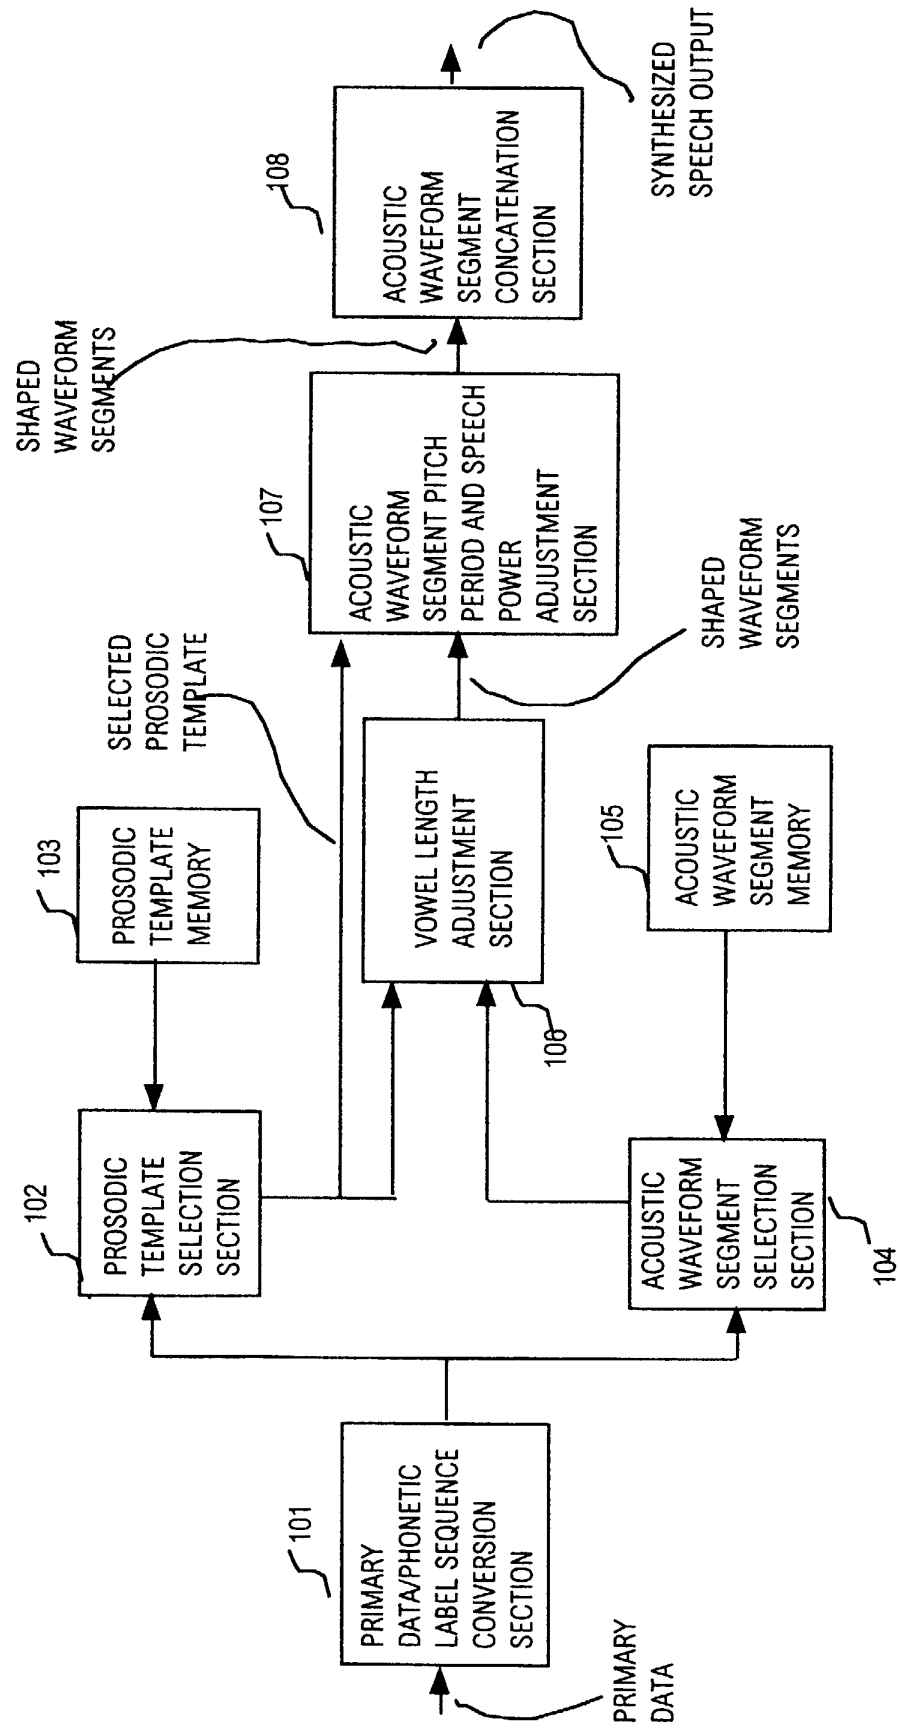 PRIMARY
DATA
101
PRIMARY
DATA/PHONETIC
LABEL SEQUENCE
CONVERSION
SECTION
102
PROSODIC
TEMPLATE
SELECTION
SECTION
103
PROSODIC
TEMPLATE
MEMORY
104
ACOUSTIC
WAVEFORM
SEGMENT
SELECTION
SECTION
105
ACOUSTIC
WAVEFORM
SEGMENT
MEMORY
SELECTED
PROSODIC
TEMPLATE
106
VOWEL LENGTH
ADJUSTMENT
SECTION
SHAPED
WAVEFORM
SEGMENTS
107
ACOUSTIC
WAVEFORM
SEGMENT PITCH
PERIOD AND SPEECH
POWER
ADJUSTMENT
SECTION
SHAPED
WAVEFORM
SEGMENTS
108
ACOUSTIC
WAVEFORM
SEGMENT
CONCATENATION
SECTION
SYNTHESIZED
SPEECH OUTPUT